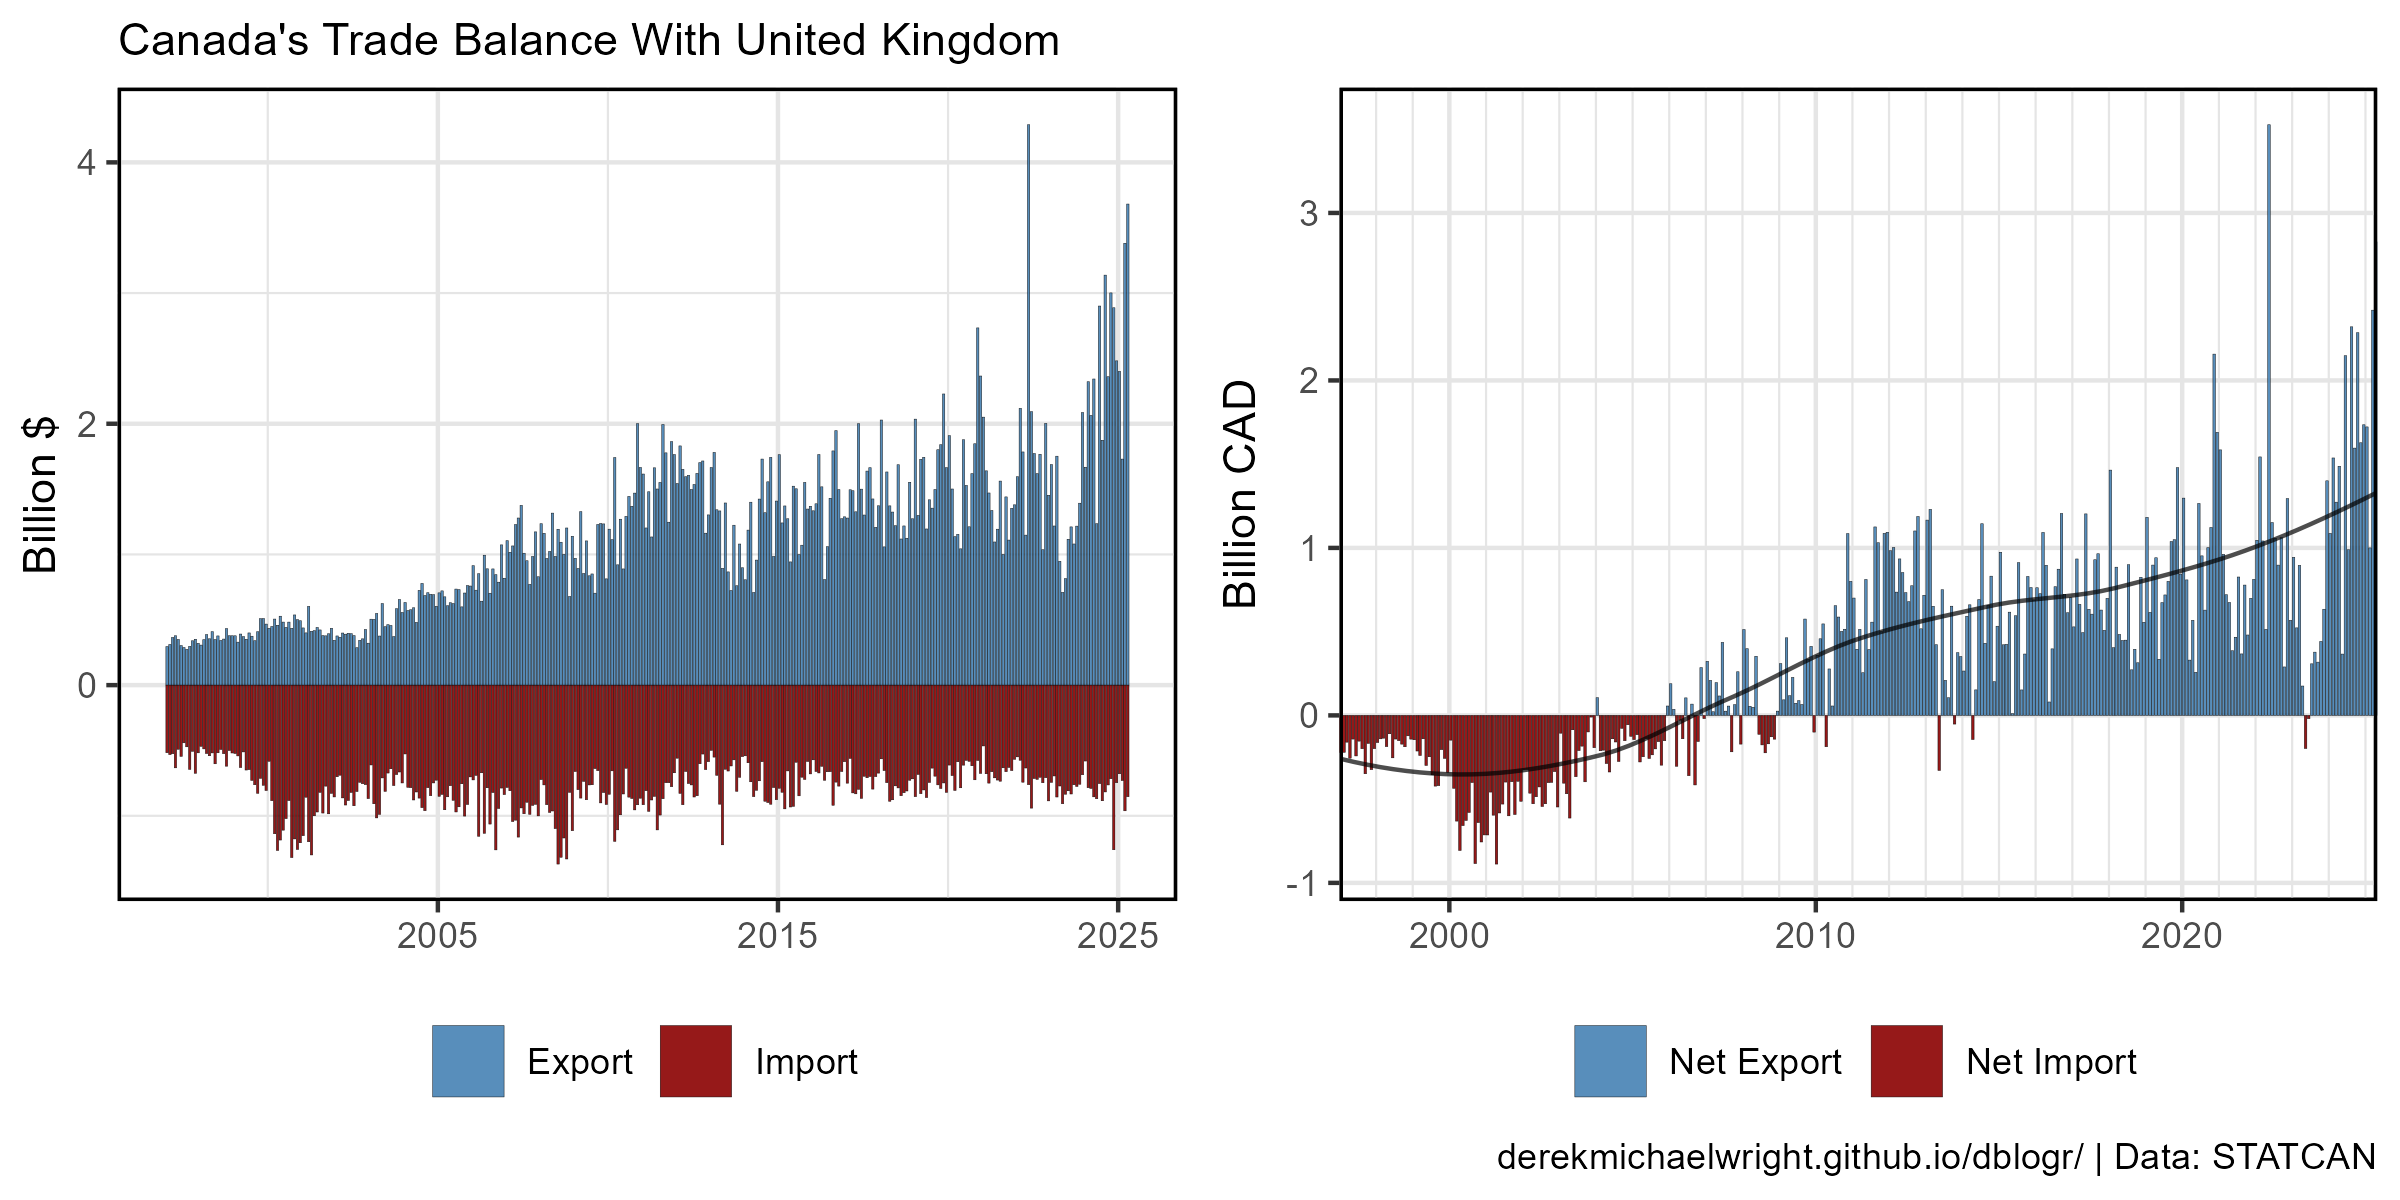 Canada's Trade Balance With United Kingdom
Billion $
4
2
0
2005
2015
2025
Export
Import
Billion CAD
3
2
1
0
-1
2000
2010
2020
Net Export
Net Import
derekmichaelwright.github.io/dblogr/ | Data: STATCAN